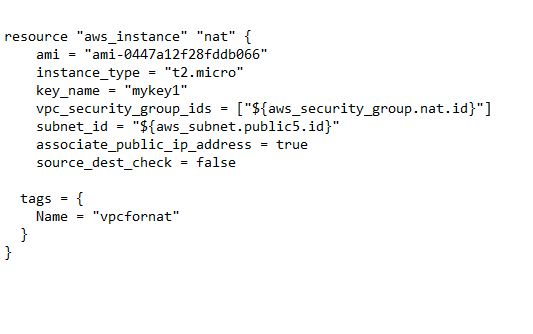 resource "aws_instance" "nat" {
    ami = "ami-0447a12f28fddb066"
    instance_type = "t2.micro"
    key_name = "mykey1"
    vpc_security_group_ids = ["${aws_security_group.nat.id}"]
    subnet_id = "${aws_subnet.public5.id}"
    associate_public_ip_address = true
    source_dest_check = false

  tags = {
    Name = "vpcfornat"
  }
}